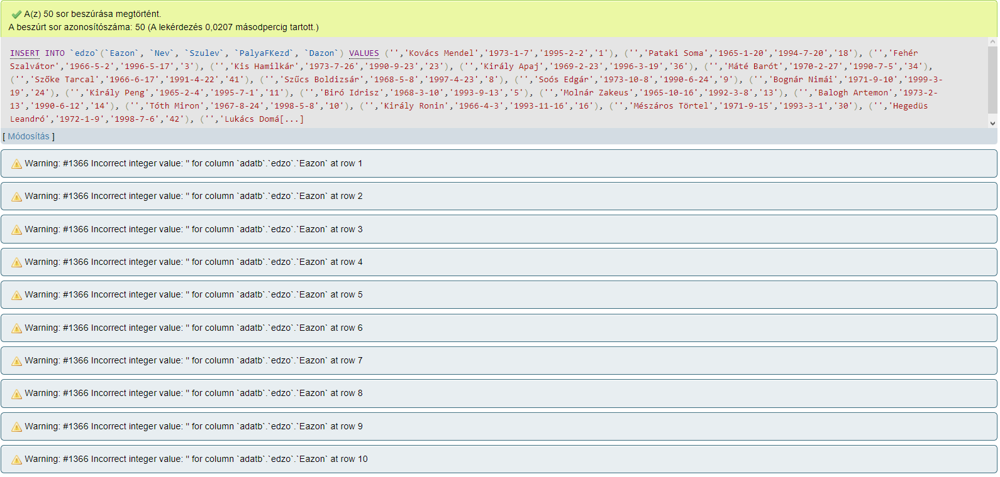 A(z) 50 sor beszúrása megtörtént.
A beszúrt sor azonosítószáma: 50 (A lekérdezés 0,0207 másodpercig tartott.)
INSERT INTO `edzo`(`Eazon`, `Nev`, `Szulev`, `PalyaFKezd`, `Dazon`) VALUES ('','Kovács Mendel','1973-1-7','1995-2-2','1'), ('','Pataki Soma','1965-1-20','1994-7-20','18'), ('','Fehér
Szalvátor','1966-5-2','1996-5-17','3'), ('','Kis Hamilkár','1973-7-26','1990-9-23','23'), ('','Király Apaj','1969-2-23','1996-3-19','36'), ('','Máté Barót','1970-2-27','1990-7-5','34'),
('','Szőke Tarcal','1966-6-17','1991-4-22','41'), ('','Szűcs Boldizsár','1968-5-8','1997-4-23','8'), ('','Soós Edgár','1973-10-8','1990-6-24','9'), ('','Bognár Nimái','1971-9-10','1999-3-
19','24'), ('','Király Peng','1965-2-4','1995-7-1','11'), ('','Biró Idrisz','1968-3-10','1993-9-13','5'), ('','Molnár Zakeus','1965-10-16','1992-3-8','13'), ('','Balogh Artemon','1973-2-
13','1990-6-12','14'), ('','Tóth Miron','1967-8-24','1998-5-8','10'), ('','Király Ronin','1966-4-3','1993-11-16','16'), ('','Mészáros Törtel','1971-9-15','1993-3-1','30'), ('','Hegedüs
Leandró','1972-1-9','1998-7-6','42'), ('','Lukács Domá[...]
[ Módosítás ]
Warning: #1366 Incorrect integer value: '' for column `adatb`.`edzo`.`Eazon` at row 1
Warning: #1366 Incorrect integer value: '' for column `adatb`.`edzo`.`Eazon` at row 2
Warning: #1366 Incorrect integer value: '' for column `adatb`.`edzo`.`Eazon` at row 3
Warning: #1366 Incorrect integer value: '' for column `adatb`.`edzo`.`Eazon` at row 4
Warning: #1366 Incorrect integer value: '' for column `adatb`.`edzo`.`Eazon` at row 5
Warning: #1366 Incorrect integer value: '' for column `adatb`.`edzo`.`Eazon` at row 6
Warning: #1366 Incorrect integer value: '' for column `adatb`.`edzo`.`Eazon` at row 7
Warning: #1366 Incorrect integer value: '' for column `adatb`.`edzo`.`Eazon` at row 8
Warning: #1366 Incorrect integer value: '' for column `adatb`.`edzo`.`Eazon` at row 9
Warning: #1366 Incorrect integer value: '' for column `adatb`.`edzo`.`Eazon` at row 10